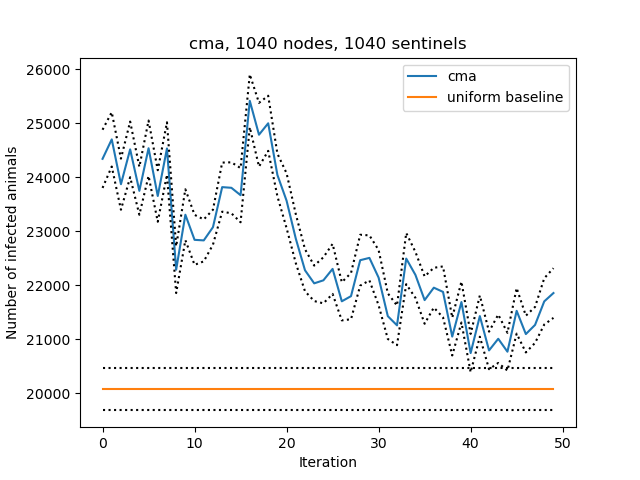 cma, 1040 nodes, 1040 sentinels
cma
uniform baseline
Number of infected animals
26000
25000
24000
23000
22000
21000
20000
0 10 20 30 40 50
Iteration